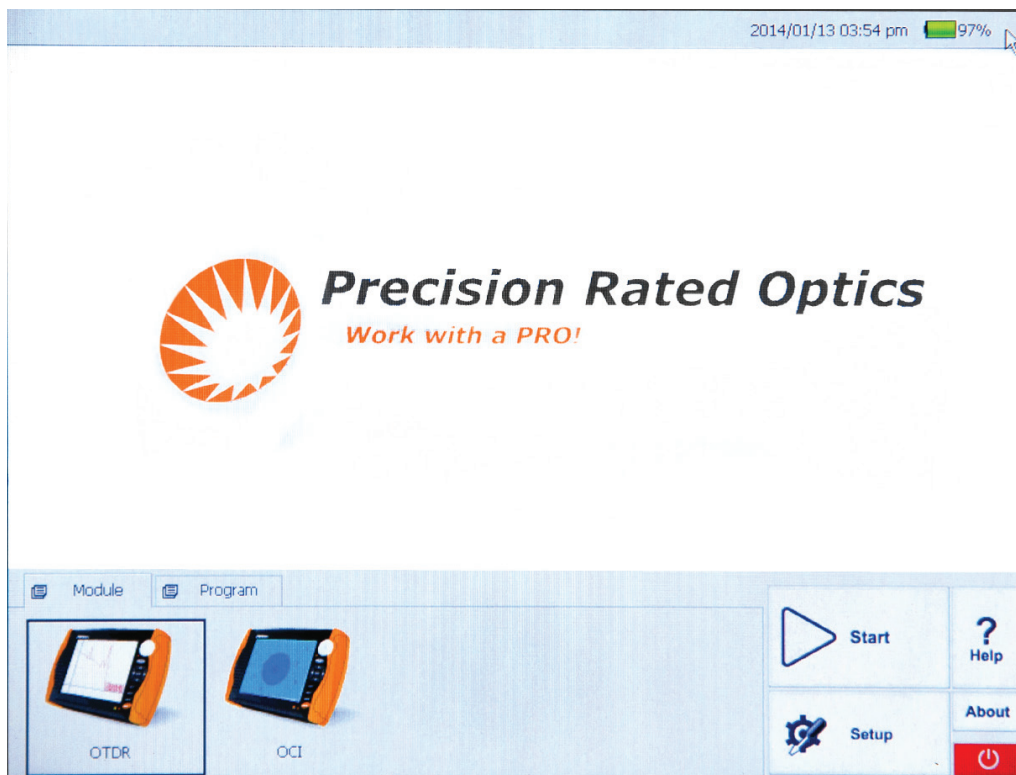 2014/01/13 03:54 pm 97%
Precision Rated Optics
Work with a PRO!
Module Program
Start
? Help
OTDR OCI
Setup
About